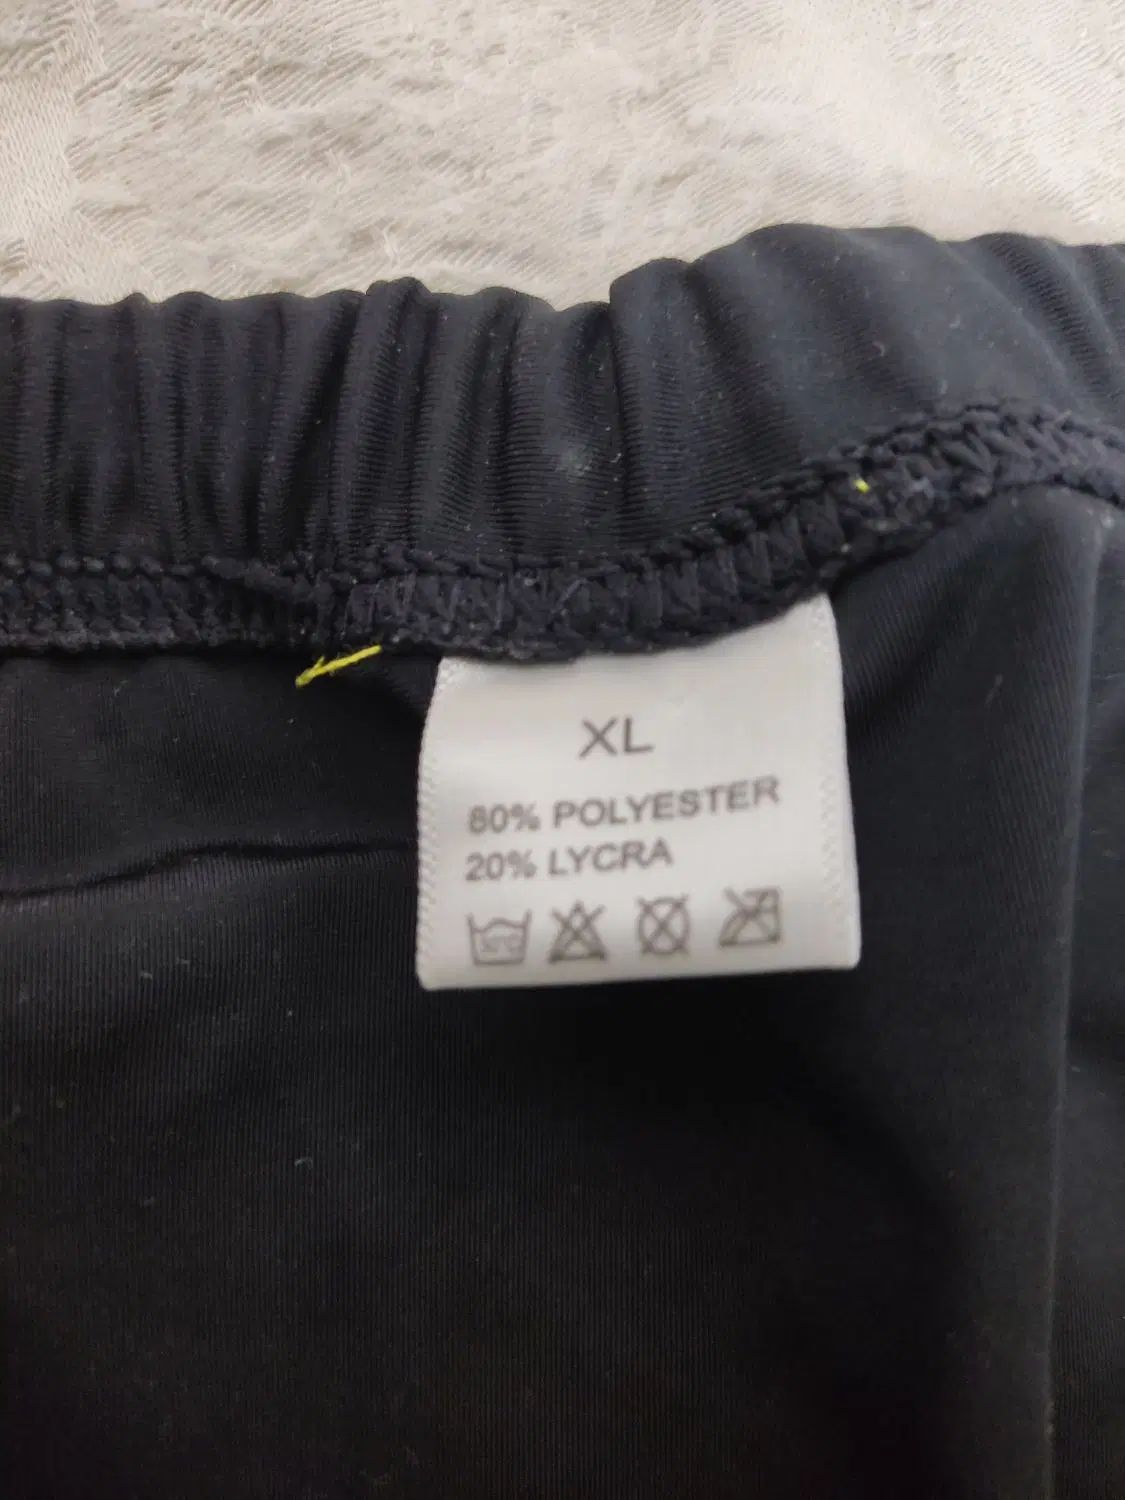 XL
80% POLYESTER
20% LYCRA